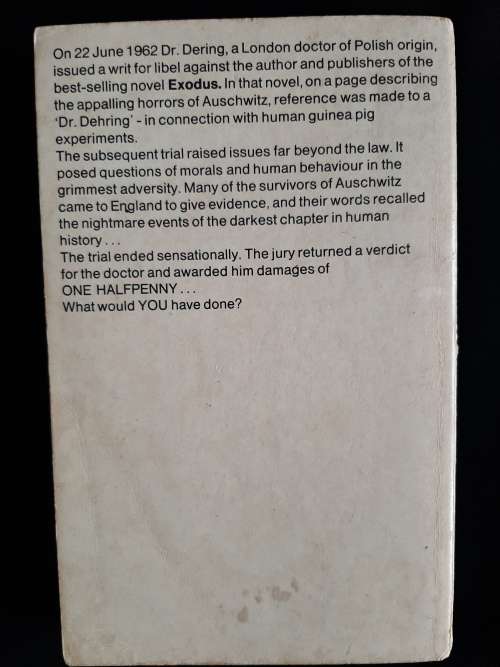 On 22 June 1962 Dr. Dering, a London doctor of Polish origin,
issued a writ for libel against the author and publishers of the
best-selling novel Exodus. In that novel, on a page describing
the appalling horrors of Auschwitz, reference was made to a
'Dr. Dehring' - in connection with human guinea pig
experiments.
The subsequent trial raised issues far beyond the law. It
posed questions of morals and human behaviour in the
grimmest adversity. Many of the survivors of Auschwitz
came to England to give evidence, and their words recalled
the nightmare events of the darkest chapter in human
history . . .
The trial ended sensationally. The jury returned a verdict
for the doctor and awarded him damages of
ONE HALFPENNY . . .
What would YOU have done?